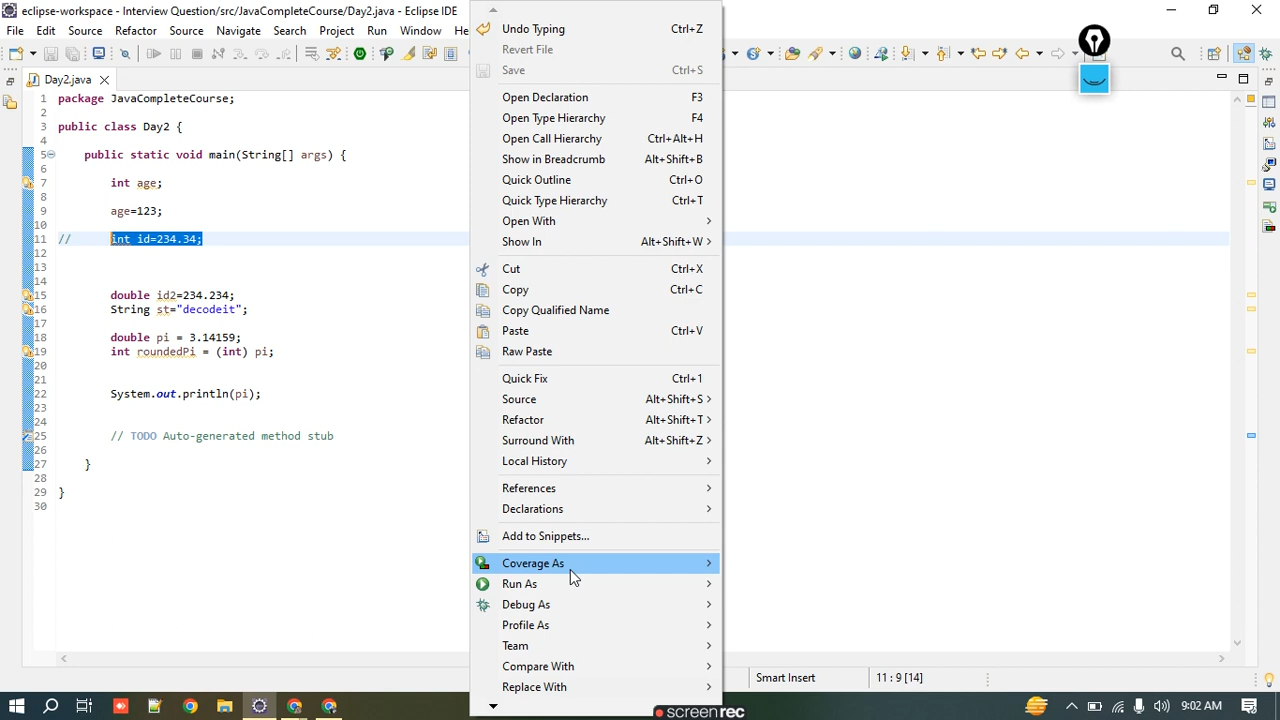 eclipse-workspace - Interview Question/src/JavaCompleteCourse/Day2.java - Eclipse IDE
File Edit Source Refactor Source Navigate Search Project Run Window
Day2.java
1 package JavaCompleteCourse;
2
3 public class Day2 {
4
5 public static void main(String[] args) {
6
7 int age;
8
9 age=123;
10
11 // int id=234.34;
12
13
14
15 double id2=234.234;
16 String st="decodeit";
17
18 double pi = 3.14159;
19 int roundedPi = (int) pi;
20
21
22 System.out.println(pi);
23
24
25 // TODO Auto-generated method stub
26
27 }
28
29 }
30
Undo Typing Ctrl+Z
Revert File
Save Ctrl+S
Open Declaration F3
Open Type Hierarchy F4
Open Call Hierarchy Ctrl+Alt+H
Show in Breadcrumb Alt+Shift+B
Quick Outline Ctrl+O
Quick Type Hierarchy Ctrl+T
Open With
Show In Alt+Shift+W
Cut Ctrl+X
Copy Ctrl+C
Copy Qualified Name
Paste Ctrl+V
Raw Paste
Quick Fix Ctrl+1
Source Alt+Shift+S
Refactor Alt+Shift+T
Surround With Alt+Shift+Z
Local History
References
Declarations
Add to Snippets...
Coverage As
Run As
Debug As
Profile As
Team
Compare With
Replace With
Smart Insert 11 : 9 [14]
screenrec
9:02 AM